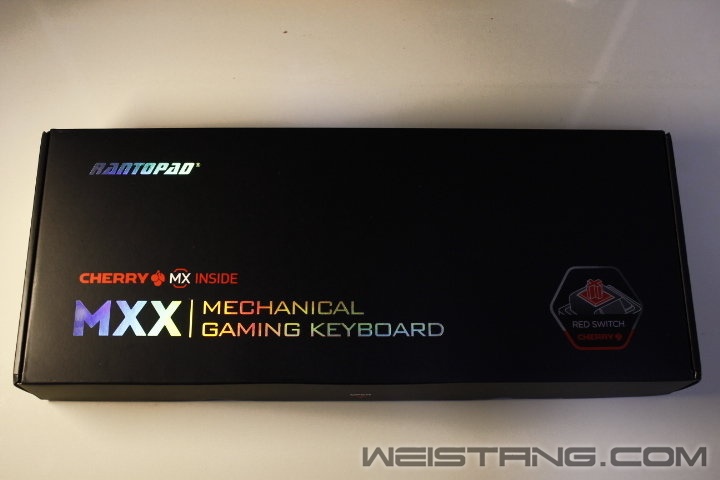 RANTOPAD®
CHERRY MX INSIDE
MXX MECHANICAL
GAMING KEYBOARD
RED SWITCH
CHERRY
WEISTANG.COM